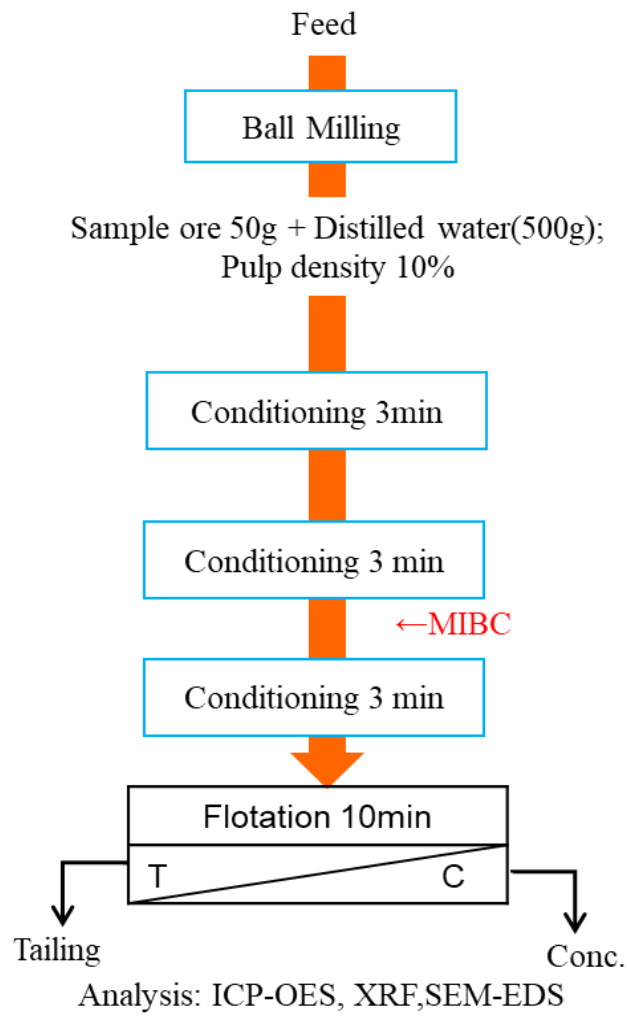 Feed
Ball Milling
Sample ore 50g + Distilled water(500g);
Pulp density 10%
Conditioning 3min
Conditioning 3 min
←MIBC
Conditioning 3 min
Flotation 10min
T
C
Tailing
Conc.
Analysis: ICP-OES, XRF,SEM-EDS